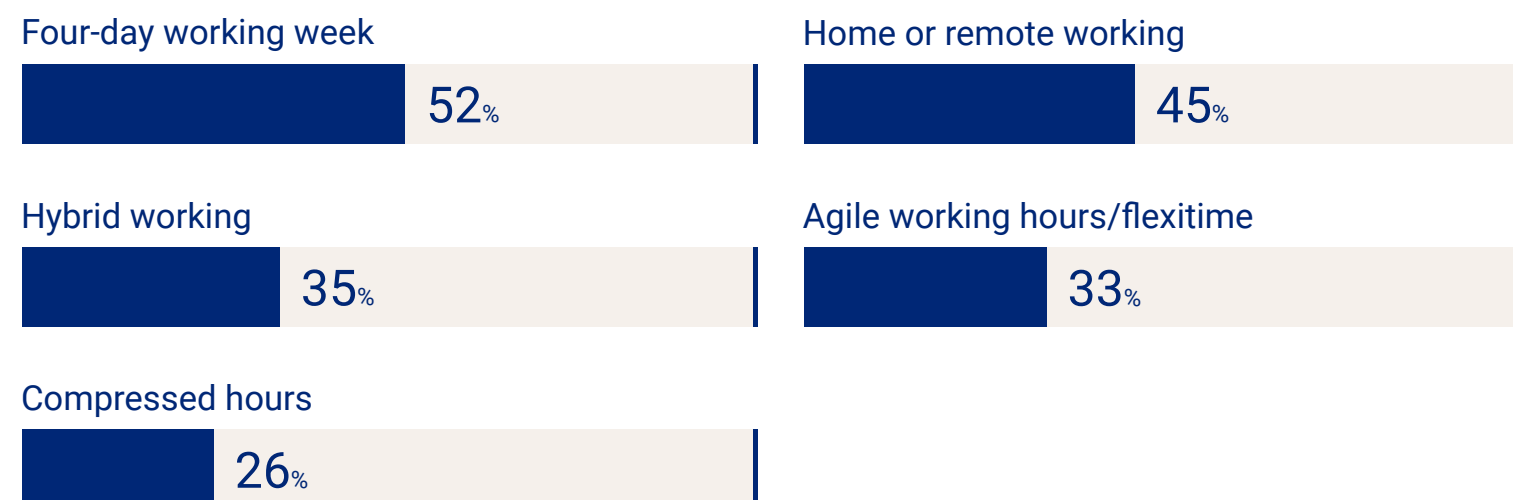 Four-day working week
52%
Home or remote working
45%
Hybrid working
35%
Agile working hours/flexitime
33%
Compressed hours
26%